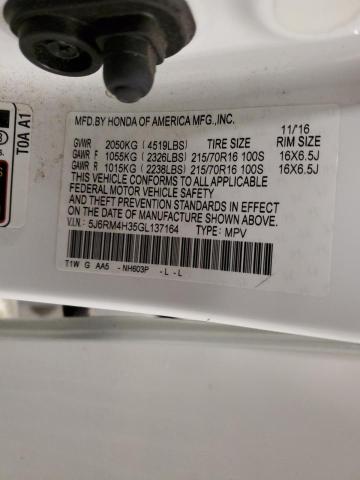 MFD.BY HONDA OF AMERICA MFG.,INC. 11/16
GVWR 2050KG (4519LBS) TIRE SIZE RIM SIZE
GAWR F 1055KG (2326LBS) 215/70R16 100S 16X6.5J
GAWR R 1015KG (2238LBS) 215/70R16 100S 16X6.5J
THIS VEHICLE CONFORMS TO ALL APPLICABLE
FEDERAL MOTOR VEHICLE SAFETY
AND THEFT PREVENTION STANDARDS IN EFFECT
ON THE DATE OF MANUFACTURE SHOWN ABOVE.
V.I.N.: 5J6RM4H35GL137164 TYPE: MPV
T1W G AA5 - NH603P - L - L
T0A A1